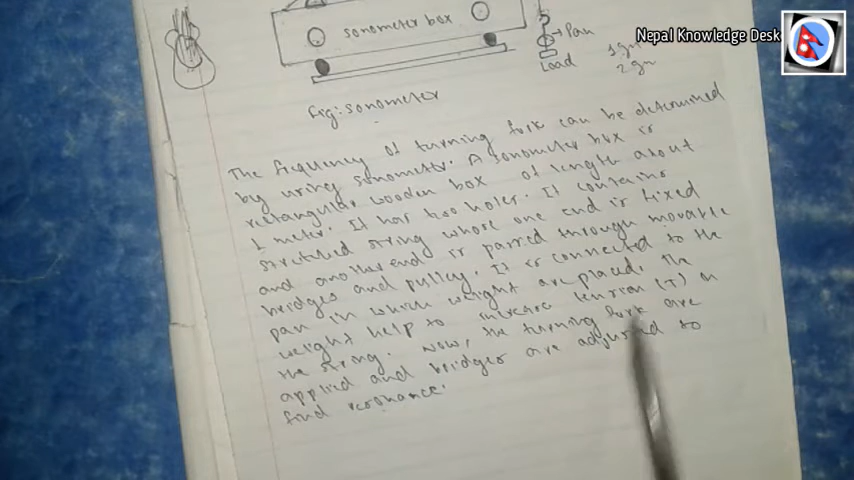 Nepal Knowledge Desk
sonometer box
Pan
Load
1 gm
2 gm
fig: sonometer
The frequency of turning fork can be determined
by using sonometer. A sonometer box is
rectangular wooden box of length about
1 meter. It has two holes. It contains
stretched string whose one end is fixed
and another end is passed through movable
bridges and pulley. It is connected to the
pan in which weight are placed. The
weight help to increase tension (T) on
the string. Now, the turning fork are
applied and bridges are adjusted to
find resonance.